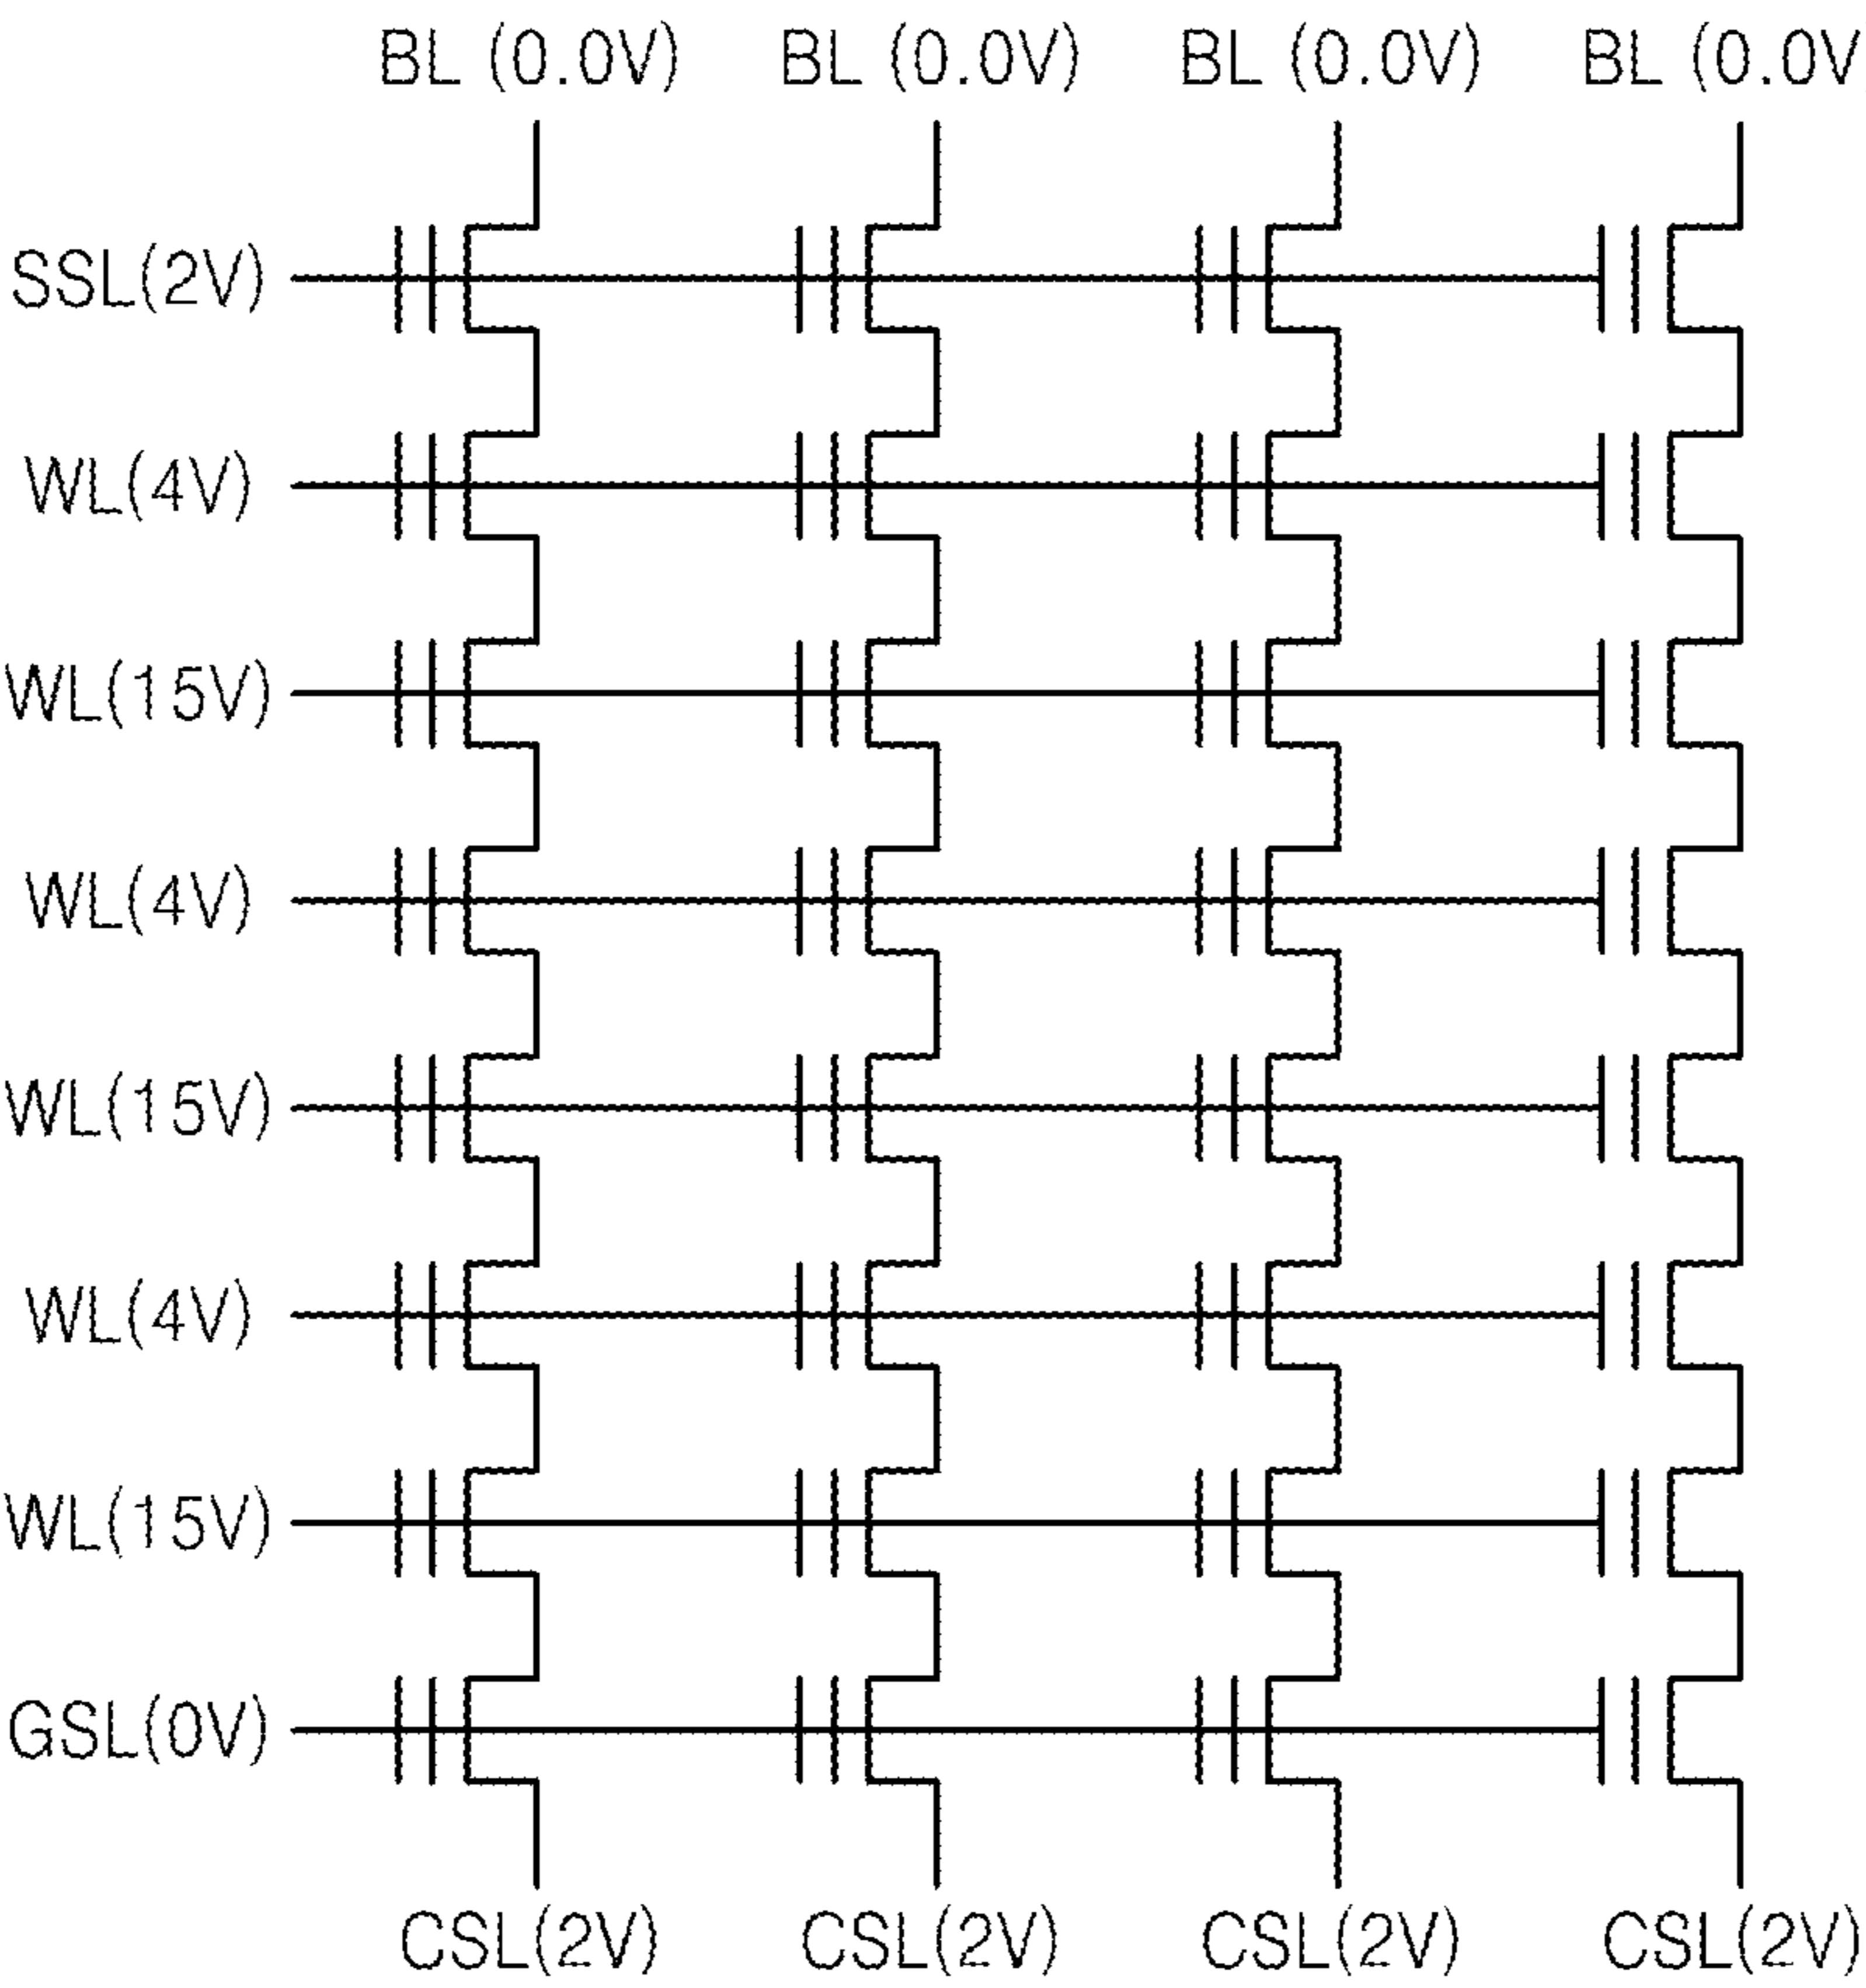 BL (0.0V) BL (0.0V) BL (0.0V) BL (0.0V
SSL(2V)
WL(4V)
WL(15V)
WL(4V)
WL(15V)
WL(4V)
WL(15V)
GSL(0V)
CSL(2V) CSL(2V) CSL(2V) CSL(2V)